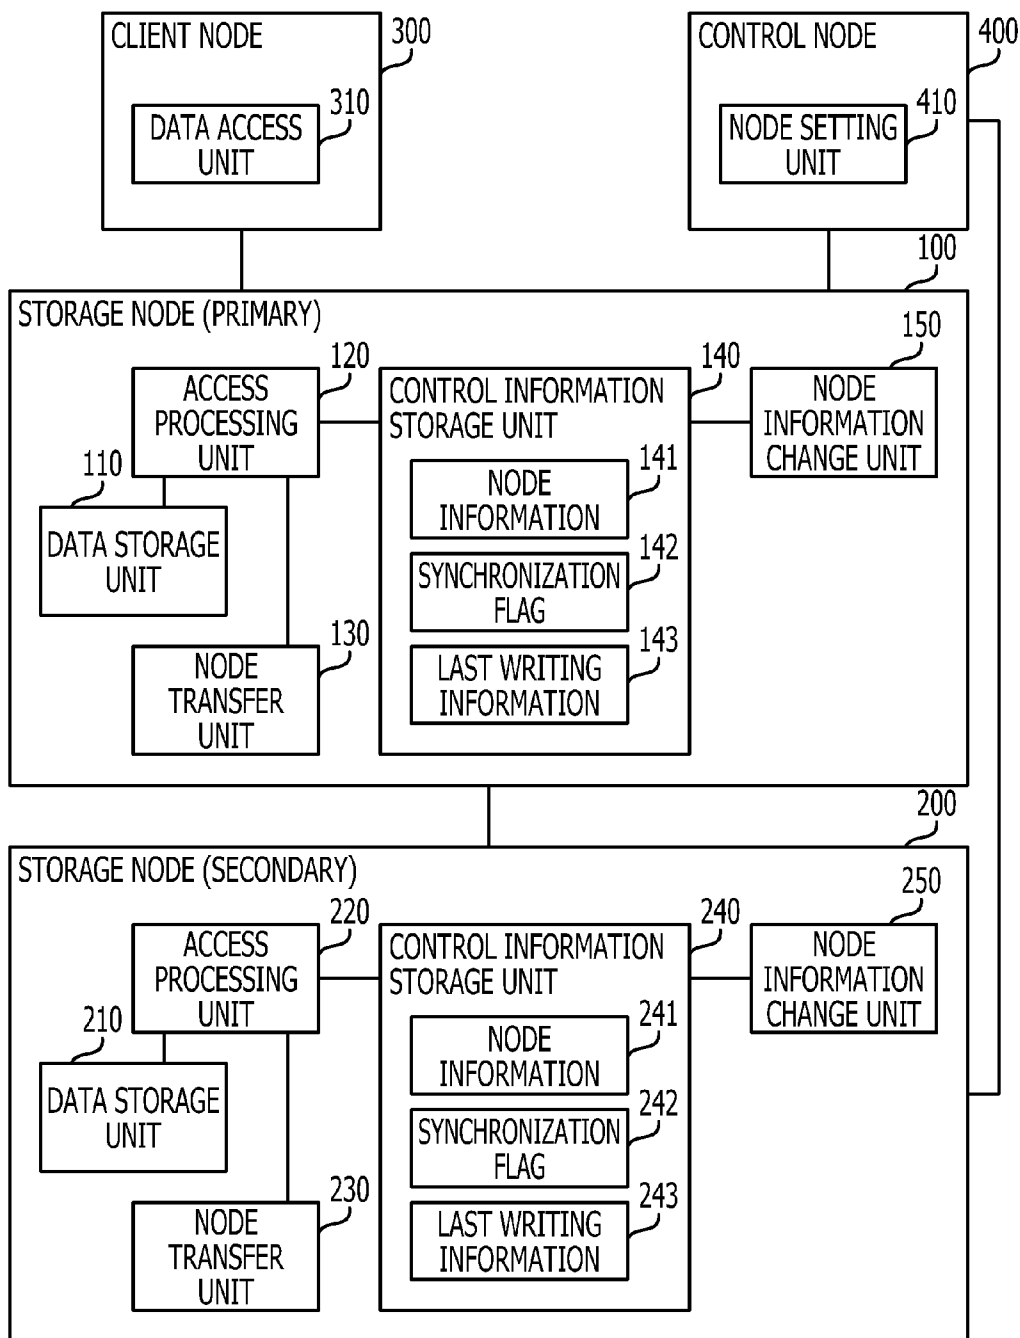 CLIENT NODE
300
310
DATA ACCESS
UNIT
CONTROL NODE
400
410
NODE SETTING
UNIT
100
STORAGE NODE (PRIMARY)
120
ACCESS
PROCESSING
UNIT
110
DATA STORAGE
UNIT
130
NODE
TRANSFER
UNIT
140
CONTROL INFORMATION
STORAGE UNIT
141
NODE
INFORMATION
142
SYNCHRONIZATION
FLAG
143
LAST WRITING
INFORMATION
150
NODE
INFORMATION
CHANGE UNIT
200
STORAGE NODE (SECONDARY)
220
ACCESS
PROCESSING
UNIT
210
DATA STORAGE
UNIT
230
NODE
TRANSFER
UNIT
240
CONTROL INFORMATION
STORAGE UNIT
241
NODE
INFORMATION
242
SYNCHRONIZATION
FLAG
243
LAST WRITING
INFORMATION
250
NODE
INFORMATION
CHANGE UNIT